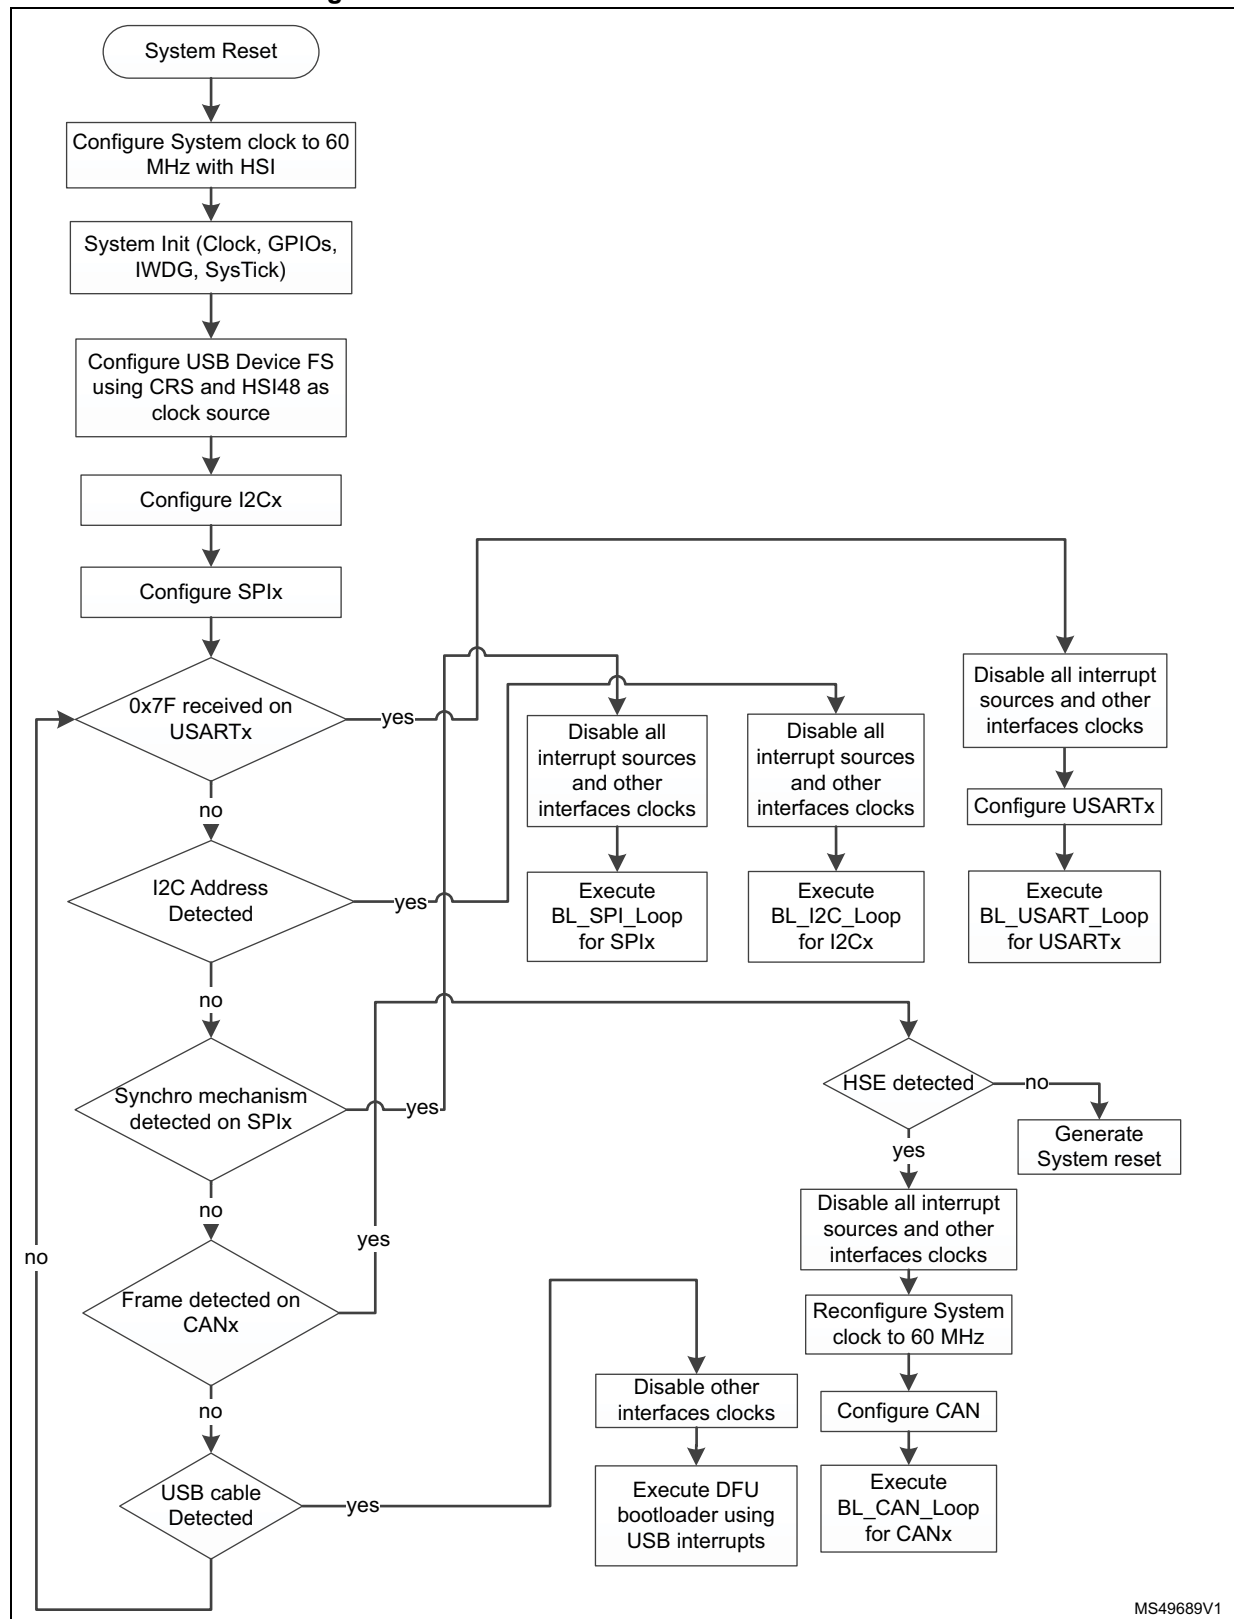 System Reset
Configure System clock to 60
MHz with HSI
System Init (Clock, GPIOs,
IWDG, SysTick)
Configure USB Device FS
using CRS and HSI48 as
clock source
Configure I2Cx
Configure SPIx
0x7F received on
USARTx
yes
no
I2C Address
Detected
yes
no
Synchro mechanism
detected on SPIx
yes
no
Frame detected on
CANx
yes
no
USB cable
Detected
yes
no
Disable all
interrupt sources
and other
interfaces clocks
Execute
BL_SPI_Loop
for SPIx
Disable all
interrupt sources
and other
interfaces clocks
Execute
BL_I2C_Loop
for I2Cx
Disable all interrupt
sources and other
interfaces clocks
Configure USARTx
Execute
BL_USART_Loop
for USARTx
HSE detected
no
Generate
System reset
yes
Disable all interrupt
sources and other
interfaces clocks
Reconfigure System
clock to 60 MHz
Configure CAN
Execute
BL_CAN_Loop
for CANx
Disable other
interfaces clocks
Execute DFU
bootloader using
USB interrupts
MS49689V1